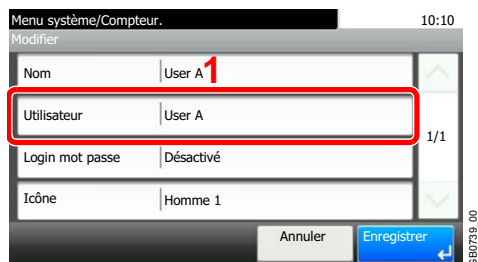 Menu système/Compteur. 10:10
Modifier
Nom User A 1
Utilisateur User A
1/1
Login mot passe Désactivé
Icône Homme 1
Annuler Enregistrer
GB0739_00